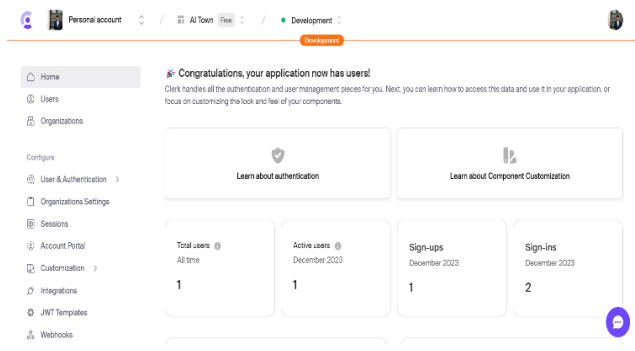 Personal account
AI Town Free
Development
Development
Home
Users
Organizations
Configure
User & Authentication
Organizations Settings
Sessions
Account Portal
Customization
Integrations
JWT Templates
Webhooks
Congratulations, your application now has users!
Clerk handles all the authentication and user management pieces for you. Next, you can learn how to access this data and use it in your application, or
focus on customizing the look and feel of your components.
Learn about authentication
Learn about Component Customization
Total users
All time
1
Active users
December 2023
1
Sign-ups
December 2023
1
Sign-ins
December 2023
2